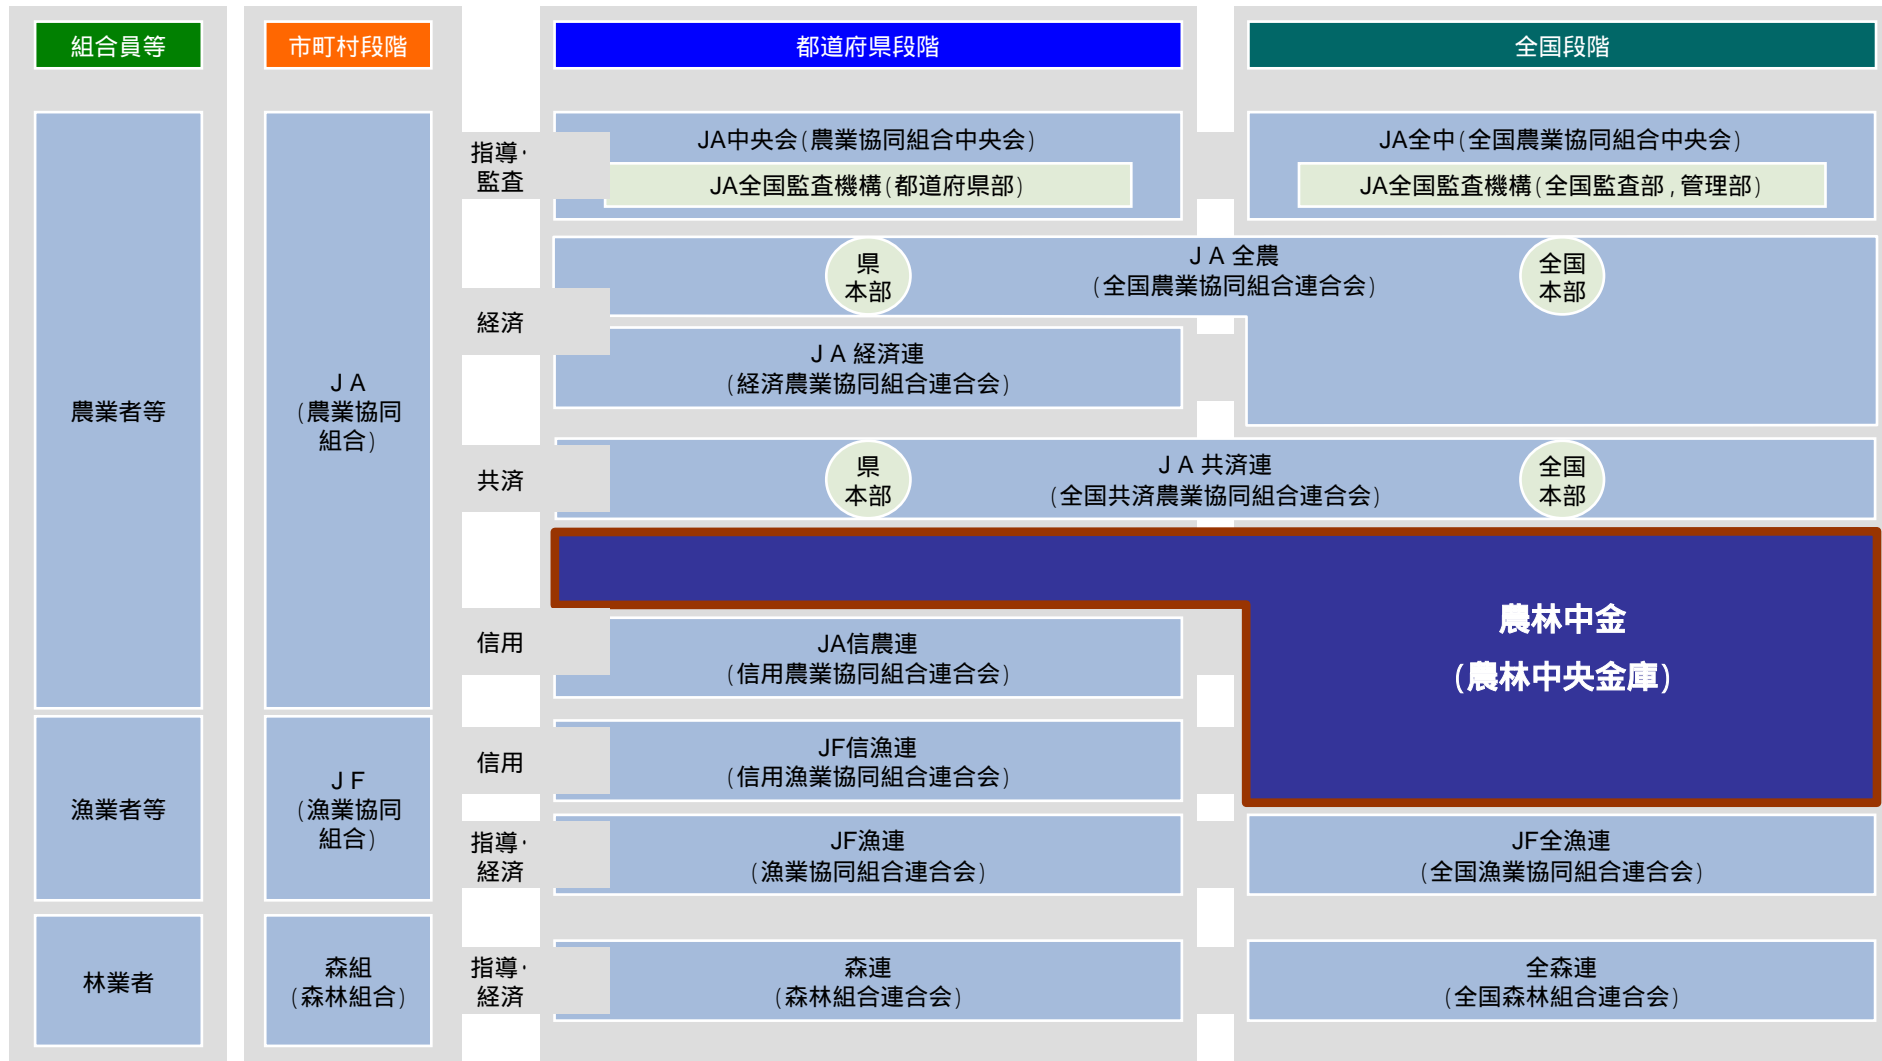 組合員等
市町村段階
都道府県段階
全国段階
農業者等
JA
(農業協同
組合)
指導・
監査
JA中央会(農業協同組合中央会)
JA全国監査機構(都道府県部)
JA全中(全国農業協同組合中央会)
JA全国監査機構(全国監査部,管理部)
経済
県
本部
JA全農
(全国農業協同組合連合会)
全国
本部
JA経済連
(経済農業協同組合連合会)
共済
県
本部
JA共済連
(全国共済農業協同組合連合会)
全国
本部
信用
JA信農連
(信用農業協同組合連合会)
農林中金
(農林中央金庫)
漁業者等
JF
(漁業協同
組合)
信用
JF信漁連
(信用漁業協同組合連合会)
指導・
経済
JF漁連
(漁業協同組合連合会)
JF全漁連
(全国漁業協同組合連合会)
林業者
森組
(森林組合)
指導・
経済
森連
(森林組合連合会)
全森連
(全国森林組合連合会)